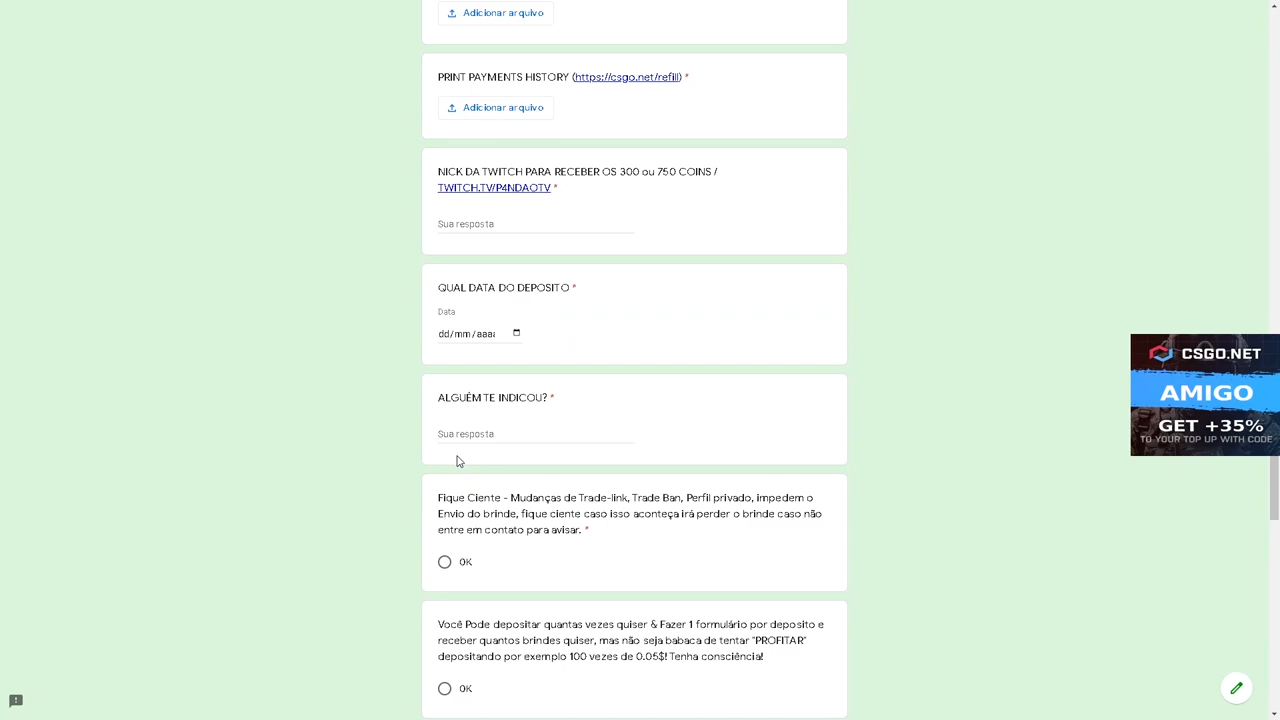 Adicionar arquivo
PRINT PAYMENTS HISTORY (https://csgo.net/refill) *
Adicionar arquivo
NICK DA TWITCH PARA RECEBER OS 300 ou 750 COINS /
TWITCH.TV/P4NDAOTV *
Sua resposta
QUAL DATA DO DEPOSITO *
Data
dd/mm/aaaa
ALGUÉM TE INDICOU? *
Sua resposta
Fique Ciente - Mudanças de Trade-link, Trade Ban, Perfil privado, impedem o
Envio do brinde, fique ciente caso isso aconteça irá perder o brinde caso não
entre em contato para avisar. *
OK
Você Pode depositar quantas vezes quiser & Fazer 1 formulário por deposito e
receber quantos brindes quiser, mas não seja babaca de tentar "PROFITAR"
depositando por exemplo 100 vezes de 0.05$! Tenha consciência!
OK
CSGO.NET
AMIGO
GET +35%
TO YOUR TOP UP WITH CODE